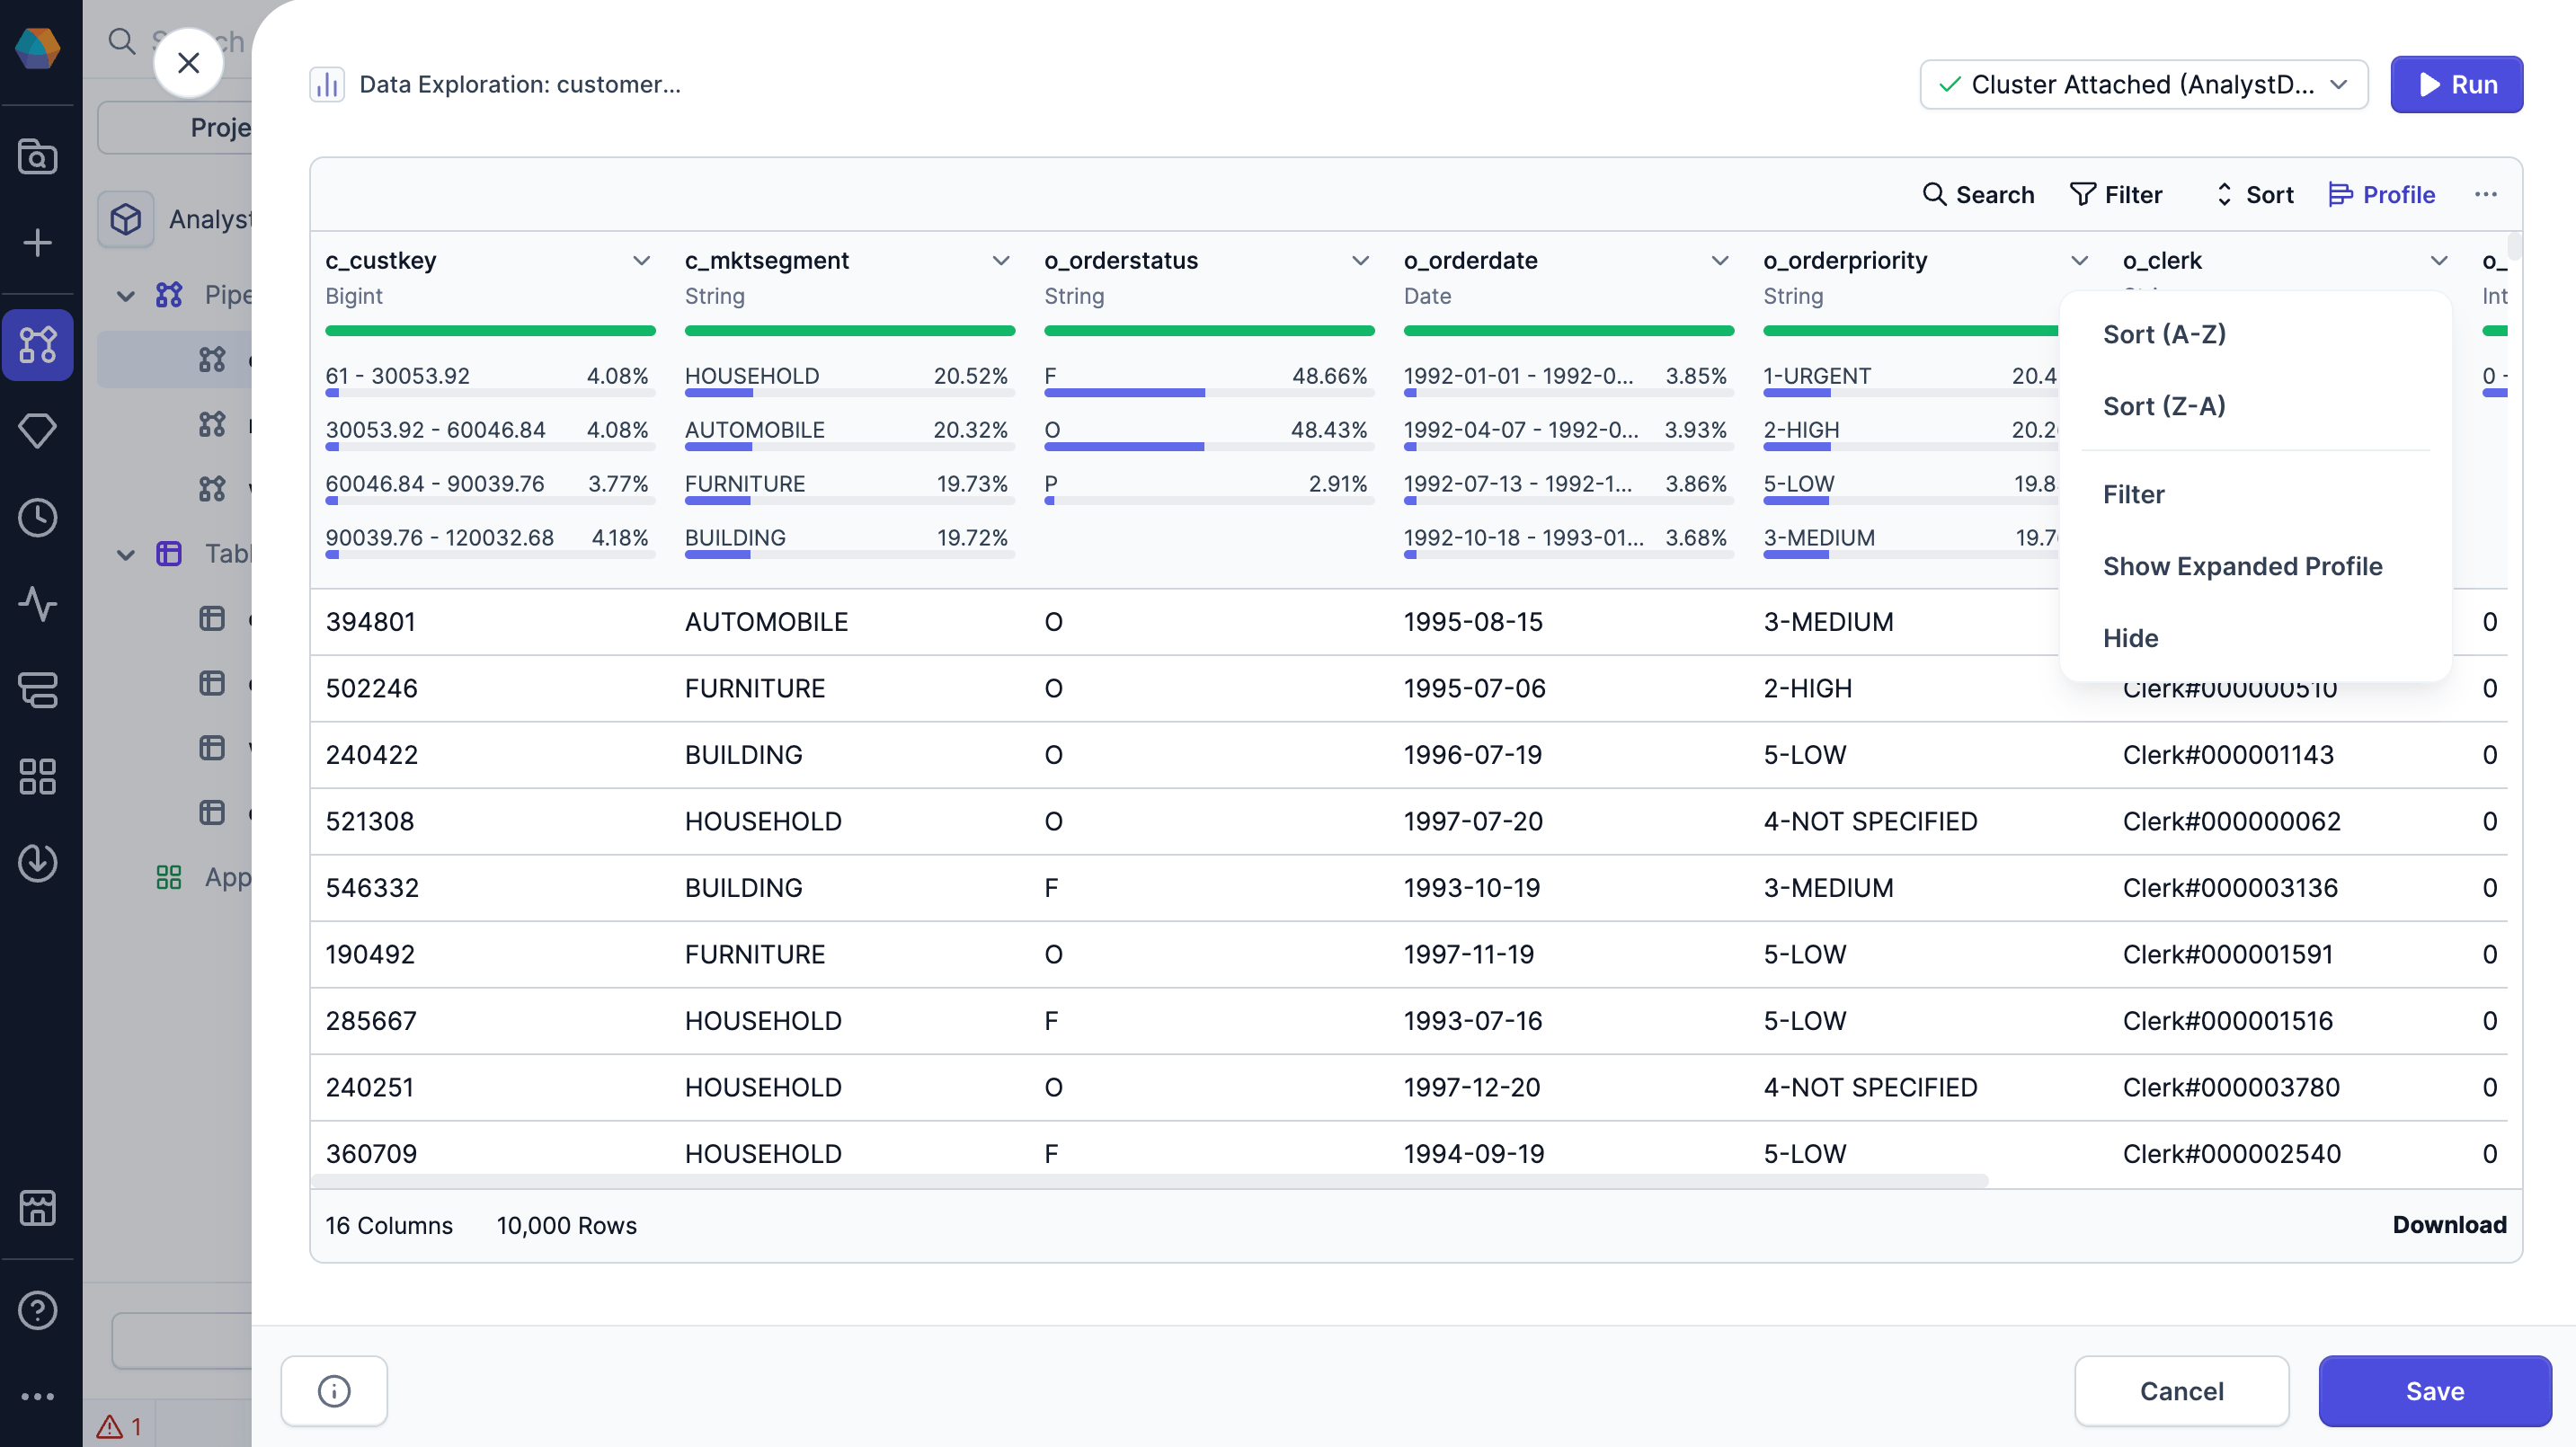 Data Exploration: customer...
Cluster Attached (AnalystD...
Run
Search
Filter
Sort
Profile
c_custkey
c_mktsegment
o_orderstatus
o_orderdate
o_orderpriority
o_clerk
o_
Bigint
String
String
Date
String
Int
61 - 30053.92 4.08%
HOUSEHOLD 20.52%
F 48.66%
1992-01-01 - 1992-0... 3.85%
1-URGENT 20.4
0 -
30053.92 - 60046.84 4.08%
AUTOMOBILE 20.32%
O 48.43%
1992-04-07 - 1992-0... 3.93%
2-HIGH 20.2
60046.84 - 90039.76 3.77%
FURNITURE 19.73%
P 2.91%
1992-07-13 - 1992-1... 3.86%
5-LOW 19.8
90039.76 - 120032.68 4.18%
BUILDING 19.72%
1992-10-18 - 1993-01... 3.68%
3-MEDIUM 19.7
Sort (A-Z)
Sort (Z-A)
Filter
Show Expanded Profile
Hide
394801 AUTOMOBILE O 1995-08-15 3-MEDIUM 0
502246 FURNITURE O 1995-07-06 2-HIGH Clerk#000000510 0
240422 BUILDING O 1996-07-19 5-LOW Clerk#000001143 0
521308 HOUSEHOLD O 1997-07-20 4-NOT SPECIFIED Clerk#000000062 0
546332 BUILDING F 1993-10-19 3-MEDIUM Clerk#000003136 0
190492 FURNITURE O 1997-11-19 5-LOW Clerk#000001591 0
285667 HOUSEHOLD F 1993-07-16 5-LOW Clerk#000001516 0
240251 HOUSEHOLD O 1997-12-20 4-NOT SPECIFIED Clerk#000003780 0
360709 HOUSEHOLD F 1994-09-19 5-LOW Clerk#000002540 0
16 Columns 10,000 Rows
Download
Cancel
Save
Proje
Analyst
Pipe
Tabl
App
1